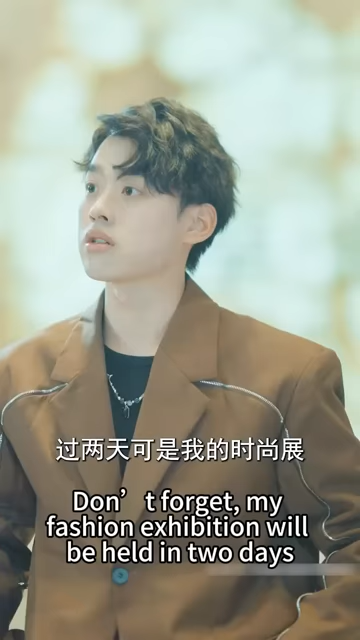 过两天可是我的时尚展
Don't forget, my
fashion exhibition will
be held in two days